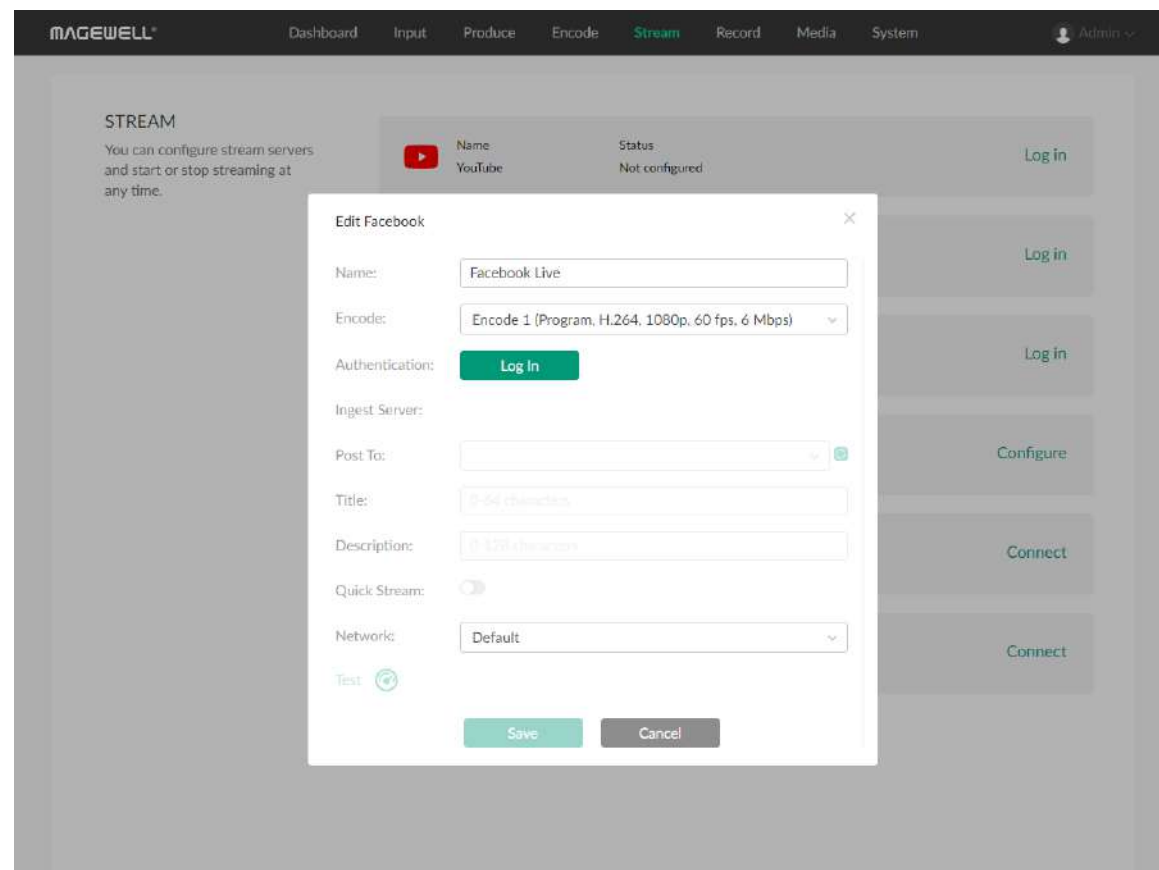 MAGEWELL Dashboard Input Produce Encode Stream Record Media System Admin
STREAM
You can configure stream servers
and start or stop streaming at
any time.
Name Status
YouTube Not configured
Log in
Edit Facebook
Log in
Name: Facebook Live
Encode: Encode 1 (Program, H.264, 1080p, 60 fps, 6 Mbps)
Authentication: Log In
Log in
Ingest Server:
Post To:
Configure
Title: 0-64 characters
Description: 0-128 characters
Connect
Quick Stream:
Network: Default
Connect
Test
Save Cancel